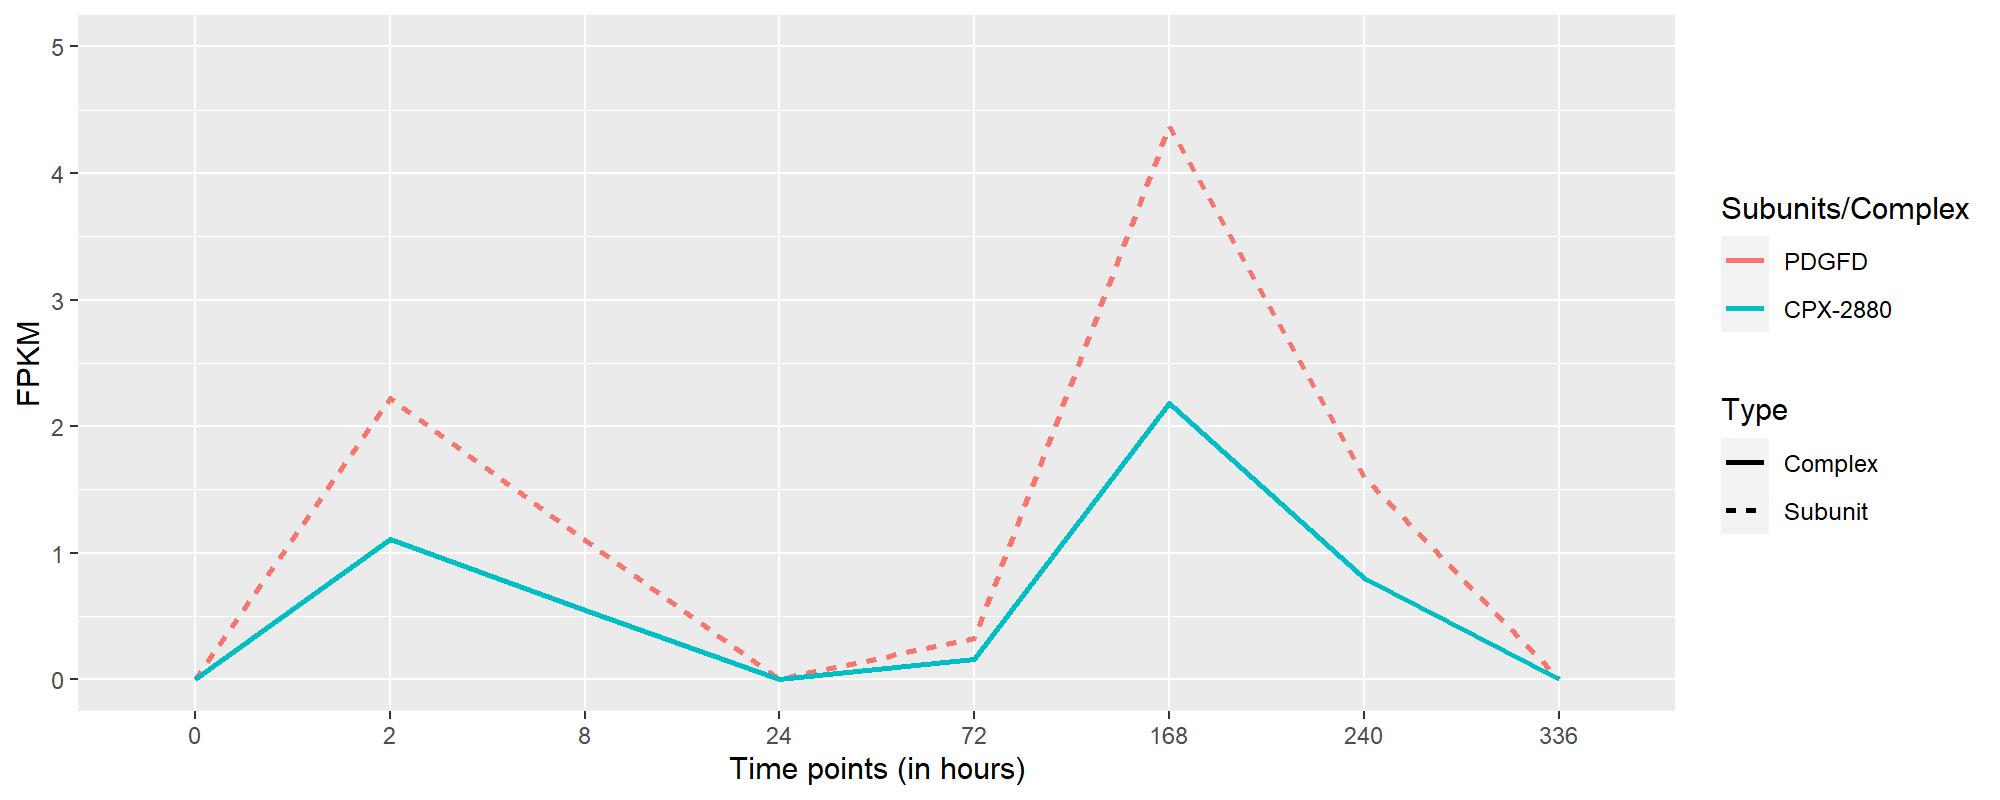 5
4
3
2
1
0
FPKM
0 2 8 24 72 168 240 336
Time points (in hours)
Subunits/Complex
PDGFD
CPX-2880
Type
Complex
Subunit